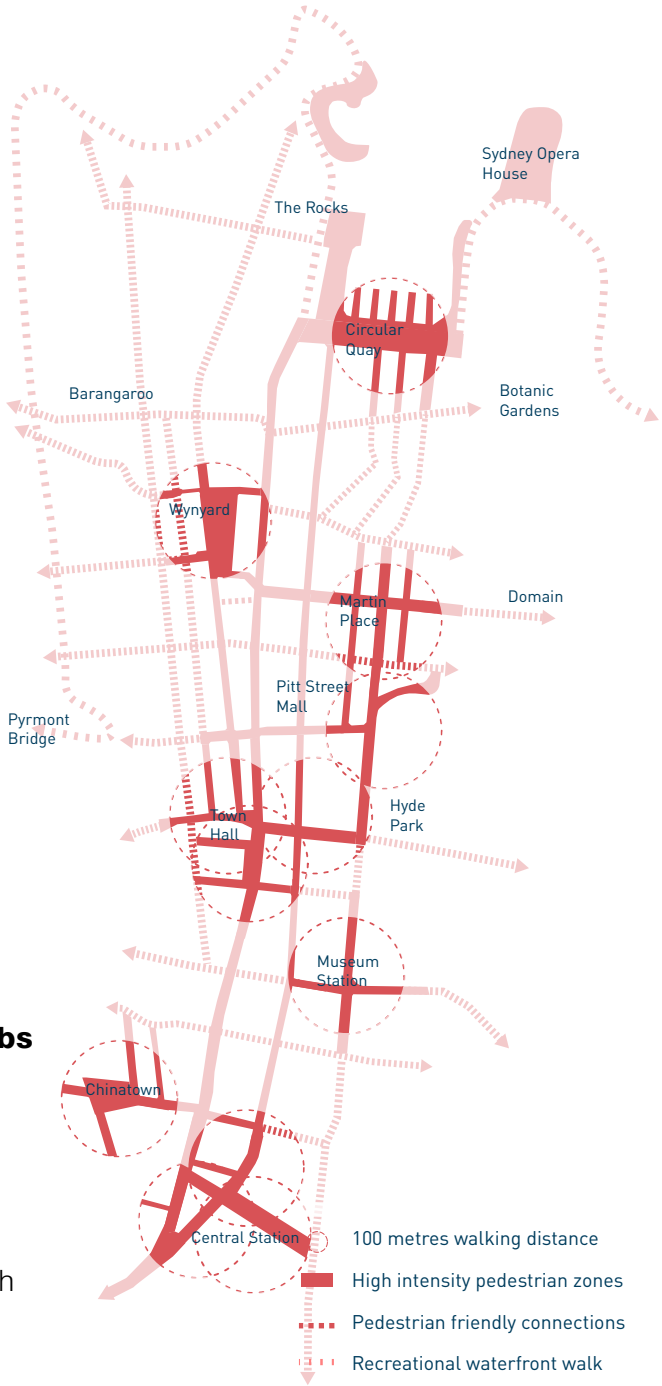 Sydney Opera
House
The Rocks
Circular
Quay
Barangaroo
Botanic
Gardens
Wynyard
Martin
Place
Domain
Pitt Street
Mall
Pyrmont
Bridge
Town
Hall
Hyde
Park
Museum
Station
bs
Chinatown
Central Station
100 metres walking distance
h
High intensity pedestrian zones
Pedestrian friendly connections
Recreational waterfront walk